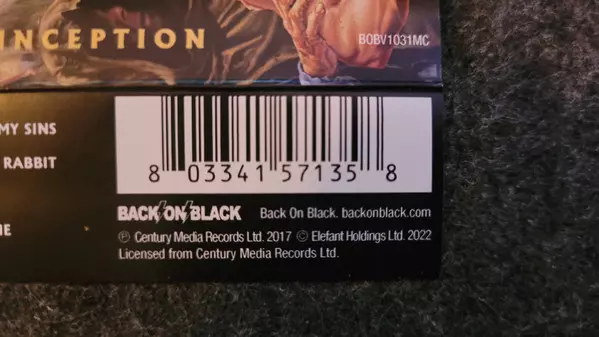 INCEPTION
BOBV1031MC
MY SINS
RABBIT
8 03341 57135 8
BACK ON BLACK Back On Black. backonblack.com
℗ Century Media Records Ltd. 2017 © Elefant Holdings Ltd. 2022
Licensed from Century Media Records Ltd.